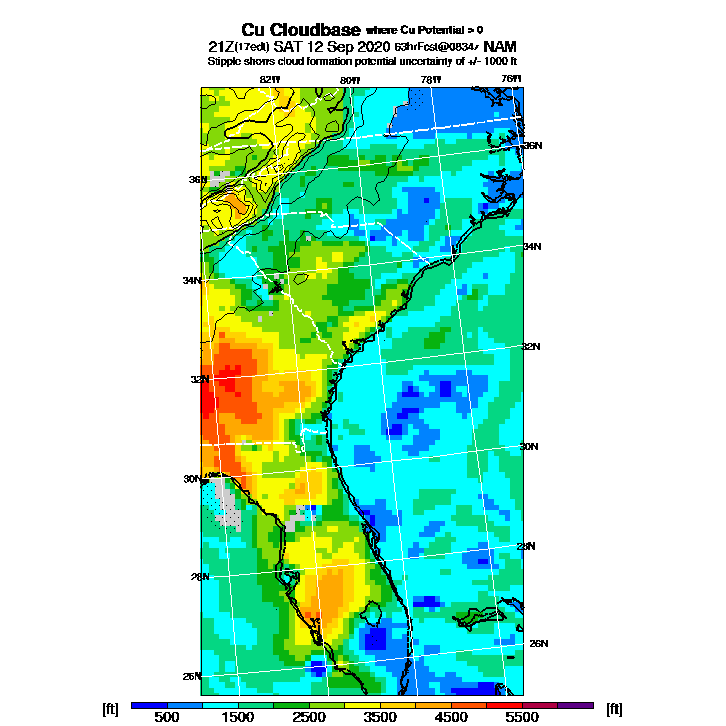 Cu Cloudbase where Cu Potential > 0
21Z(17edt) SAT 12 Sep 2020 63hrFcst@0834z NAM
Stipple shows cloud formation potential uncertainty of +/- 1000 ft
82W 80W 78W 76W
36N
36N
34N
34N
32N
32N
30N
30N
28N
28N
26N
26N
[ft] [ft]
500 1500 2500 3500 4500 5500